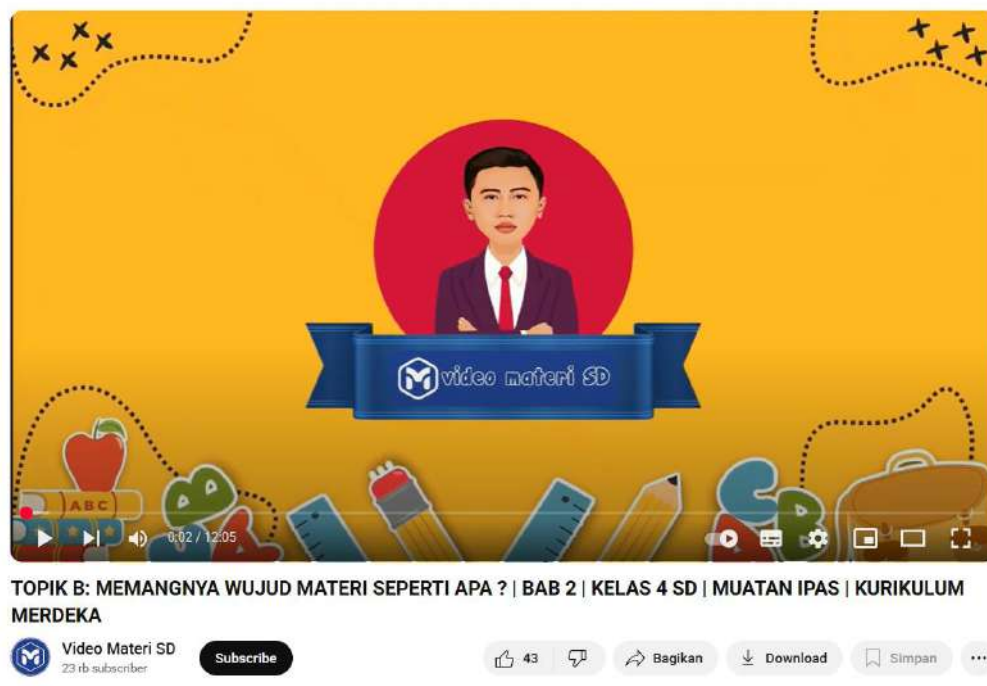 video materi SD
ABC
0:02 / 12:05
TOPIK B: MEMANGNYA WUJUD MATERI SEPERTI APA ? | BAB 2 | KELAS 4 SD | MUATAN IPAS | KURIKULUM
MERDEKA
Video Materi SD
23 rb subscriber
Subscribe
43
Bagikan
Download
Simpan